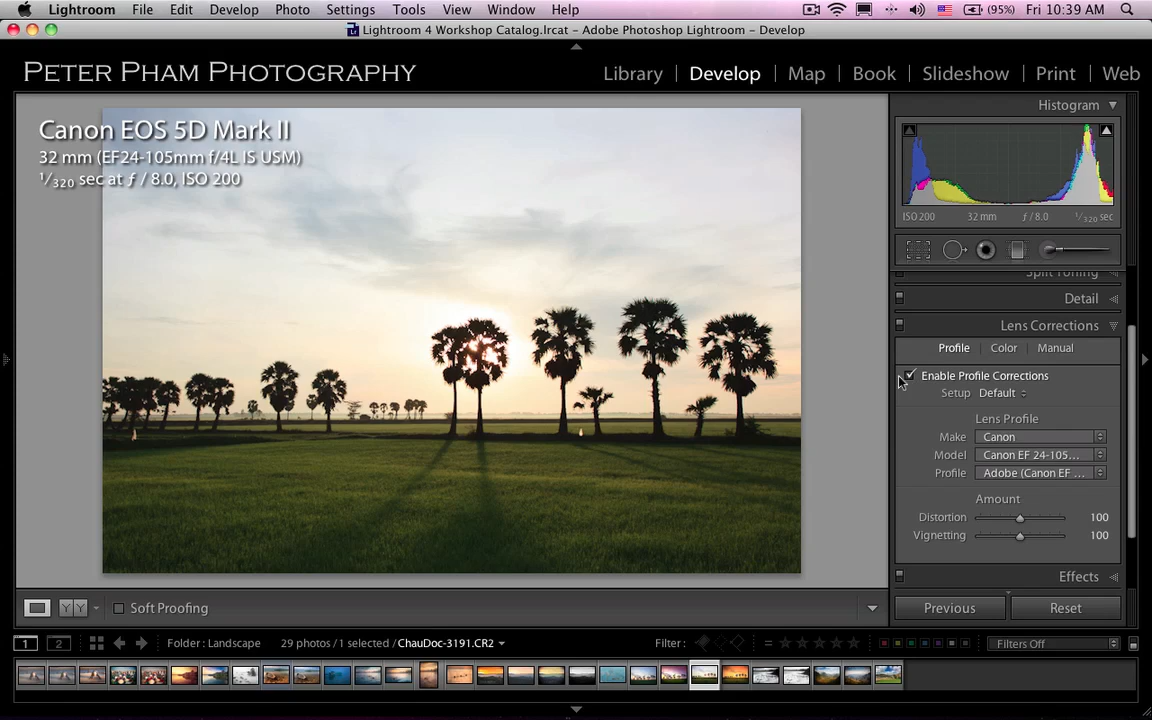 Lightroom File Edit Develop Photo Settings Tools View Window Help (95%) Fri 10:39 AM
Lightroom 4 Workshop Catalog.lrcat – Adobe Photoshop Lightroom – Develop
PETER PHAM PHOTOGRAPHY
Library | Develop | Map | Book | Slideshow | Print | Web
Histogram
Canon EOS 5D Mark II
32 mm (EF24-105mm f/4L IS USM)
1/320 sec at ƒ / 8.0, ISO 200
ISO 200 32 mm ƒ / 8.0 1/320 sec
Split Toning
Detail
Lens Corrections
Profile | Color | Manual
Enable Profile Corrections
Setup Default
Lens Profile
Make Canon
Model Canon EF 24-105...
Profile Adobe (Canon EF ...
Amount
Distortion 100
Vignetting 100
Effects
Y Y Soft Proofing
Previous Reset
1 2 Folder : Landscape 29 photos / 1 selected / ChauDoc-3191.CR2 Filter : Filters Off